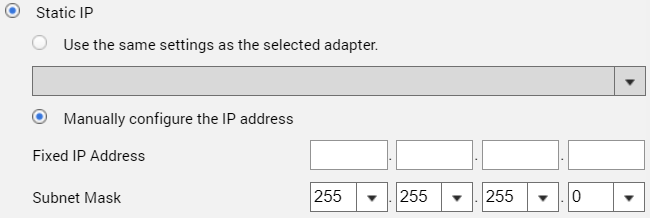 Static IP
Use the same settings as the selected adapter.
Manually configure the IP address
Fixed IP Address . . .
Subnet Mask 255 . 255 . 255 . 0